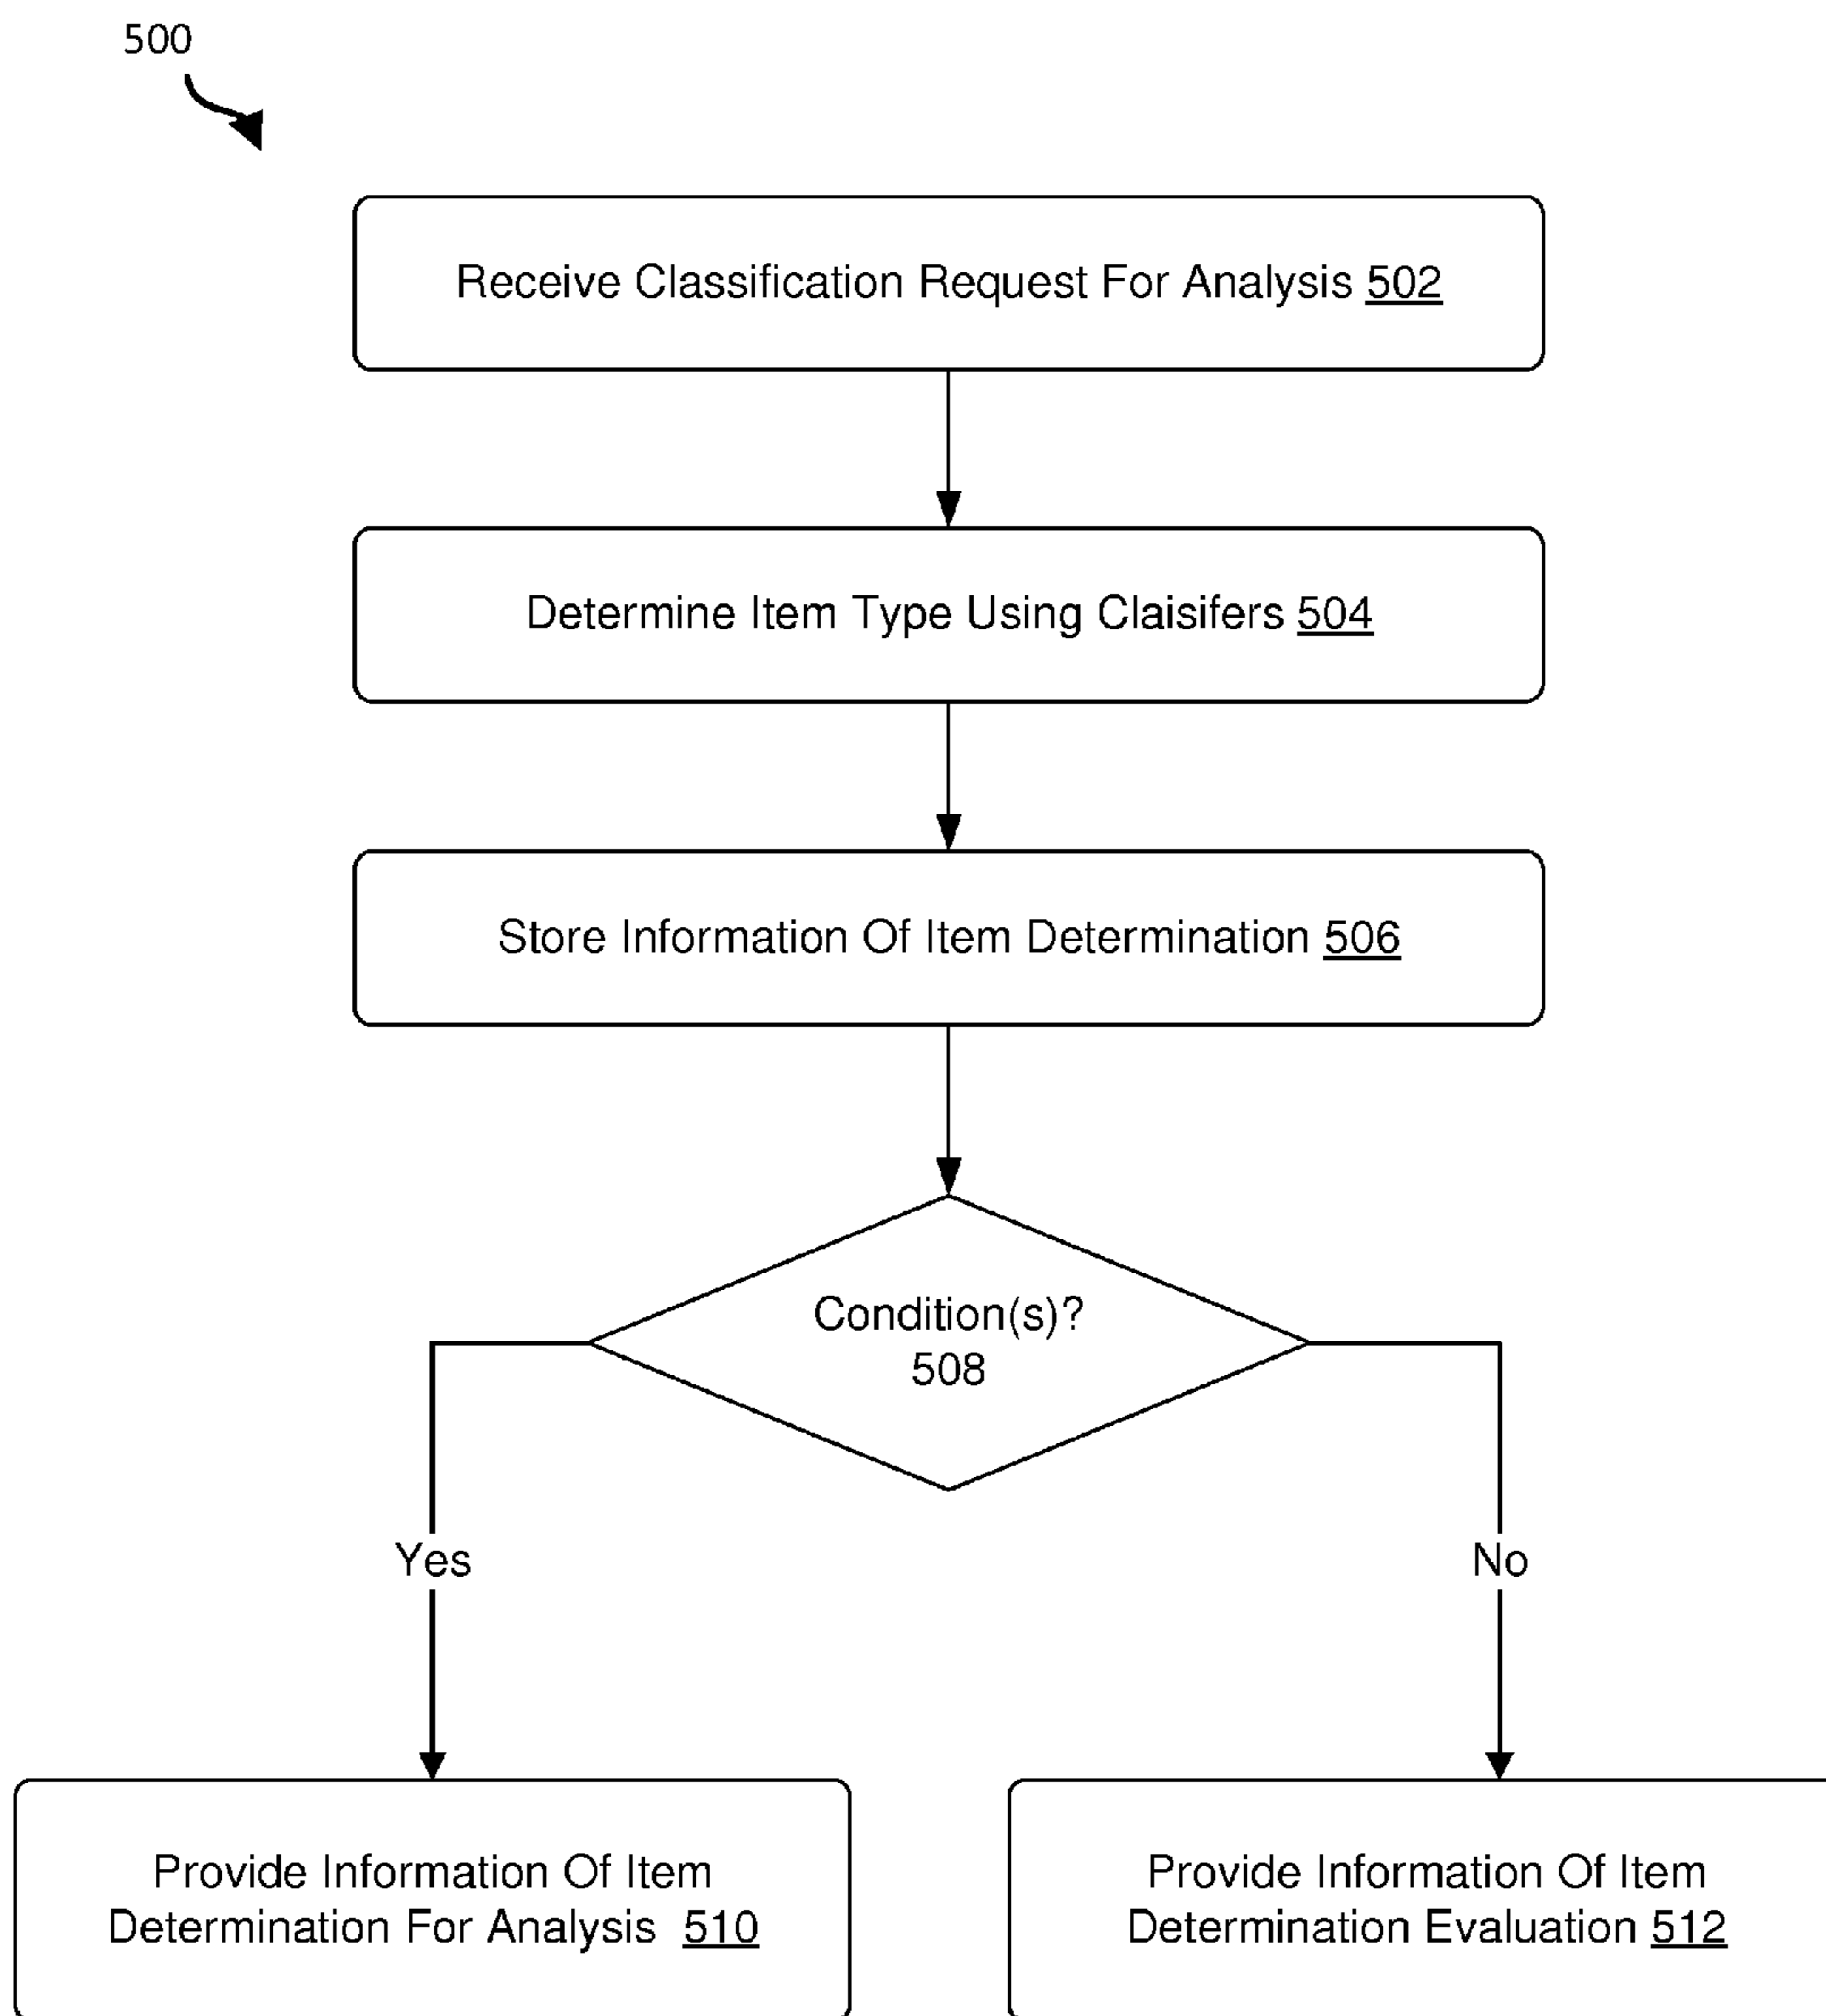 500
Receive Classification Request For Analysis 502
Determine Item Type Using Claisifers 504
Store Information Of Item Determination 506
Condition(s)?
508
Yes
No
Provide Information Of Item
Determination For Analysis 510
Provide Information Of Item
Determination Evaluation 512